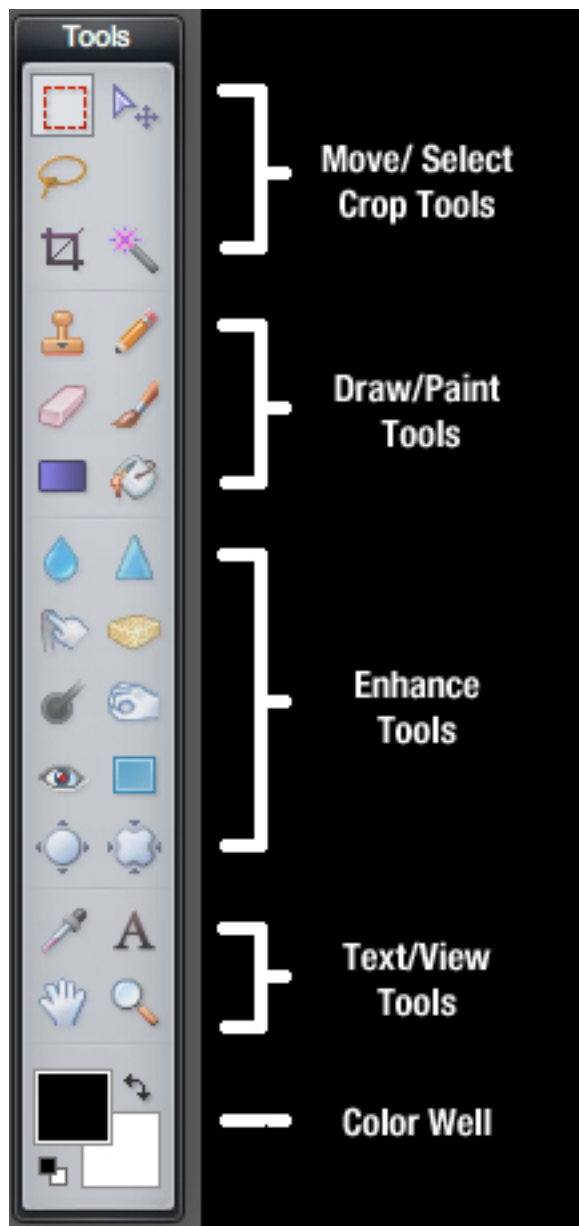 Tools
Move/ Select
Crop Tools
Draw/Paint
Tools
Enhance
Tools
A
Text/View
Tools
Color Well